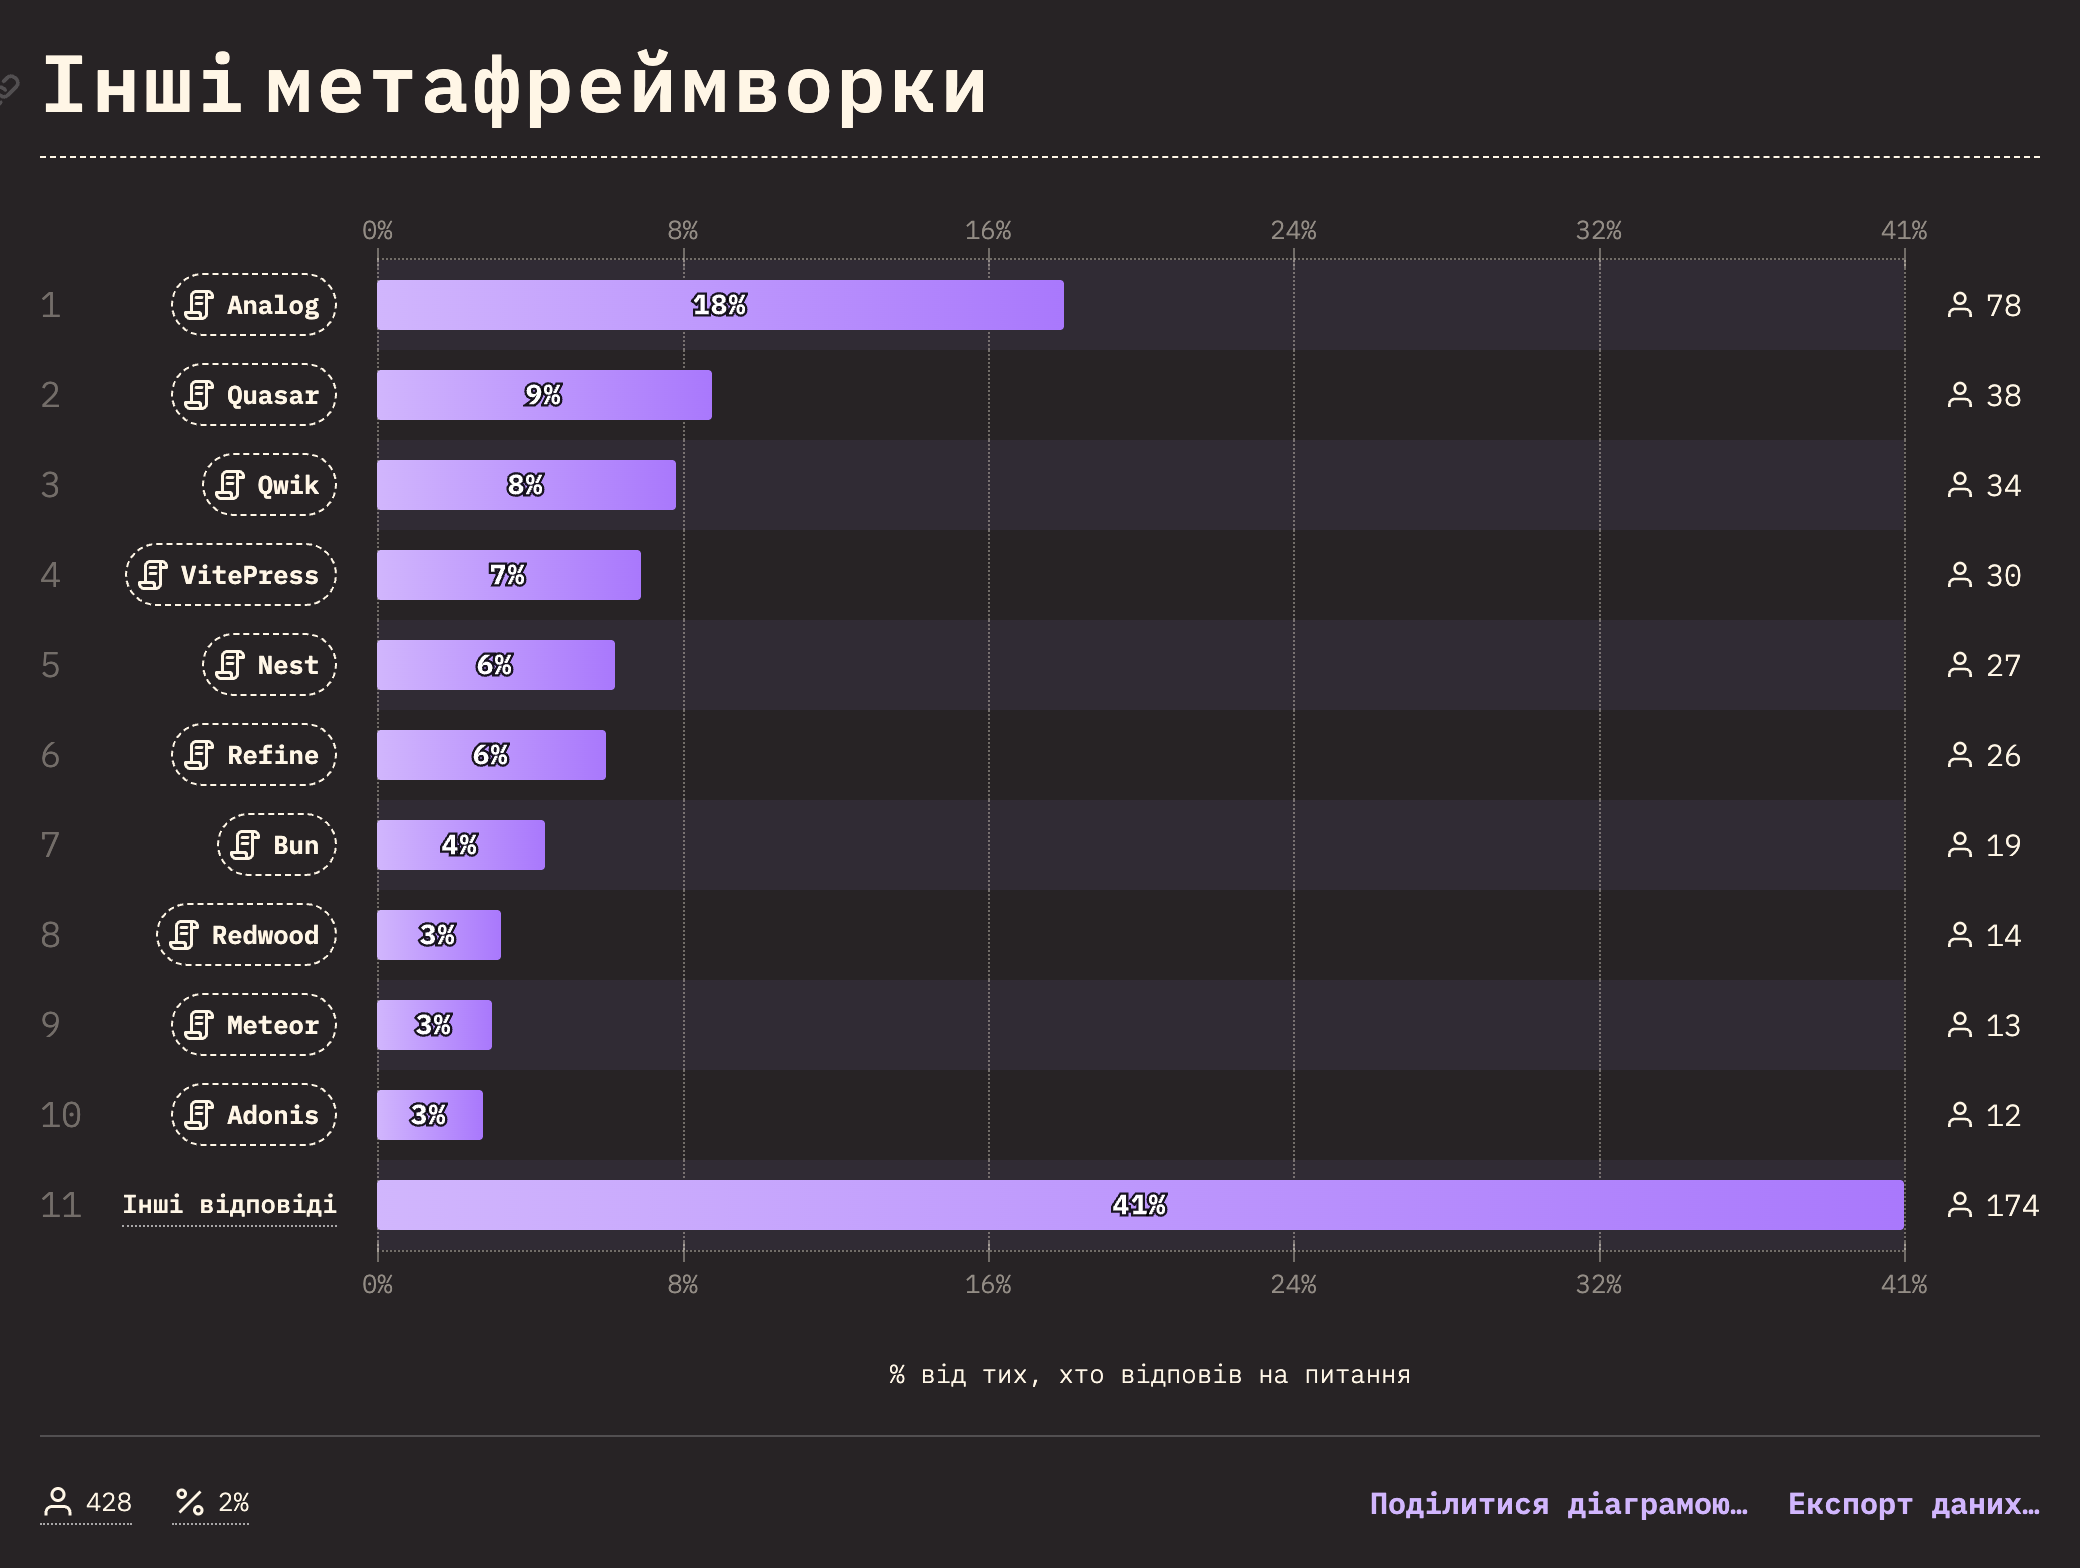 Інші метафреймворки
0% 8% 16% 24% 32% 41%
1 Analog 18% 78
2 Quasar 9% 38
3 Qwik 8% 34
4 VitePress 7% 30
5 Nest 6% 27
6 Refine 6% 26
7 Bun 4% 19
8 Redwood 3% 14
9 Meteor 3% 13
10 Adonis 3% 12
11 Інші відповіді 41% 174
0% 8% 16% 24% 32% 41%
% від тих, хто відповів на питання
428 2% Поділитися діаграмою… Експорт даних…